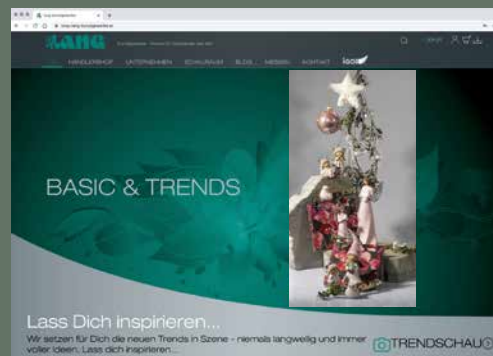 LANG
HÄNDLERSHOP UNTERNEHMEN SCHAURAUM BLOG MESSEN KONTAKT
BASIC & TRENDS
Lass Dich inspirieren...
Wir setzen für Dich die neuen Trends in Szene - niemals langweilig und immer
voller Ideen. Lass dich inspirieren...
TRENDSCHAU